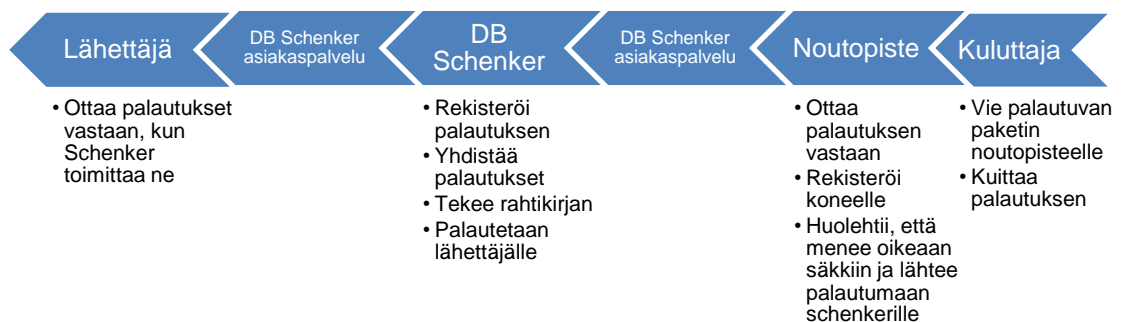 Lähettäjä
DB Schenker
asiakaspalvelu
DB
Schenker
DB Schenker
asiakaspalvelu
Noutopiste
Kuluttaja
• Ottaa palautukset
vastaan, kun
Schenker
toimittaa ne
• Rekisteröi
palautuksen
• Yhdistää
palautukset
• Tekee rahtikirjan
• Palautetaan
lähettäjälle
• Ottaa
palautuksen
vastaan
• Rekisteröi
koneelle
• Huolehtii, että
menee oikeaan
säkkiin ja lähtee
palautumaan
schenkerille
• Vie palautuvan
paketin
noutopisteelle
• Kuittaa
palautuksen